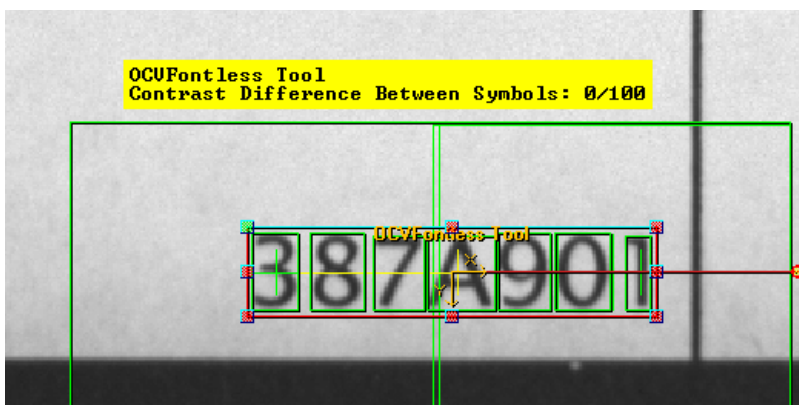 OCVFontless Tool
Contrast Difference Between Symbols: 0/100
OCVFontless Tool
X
387A901
Y